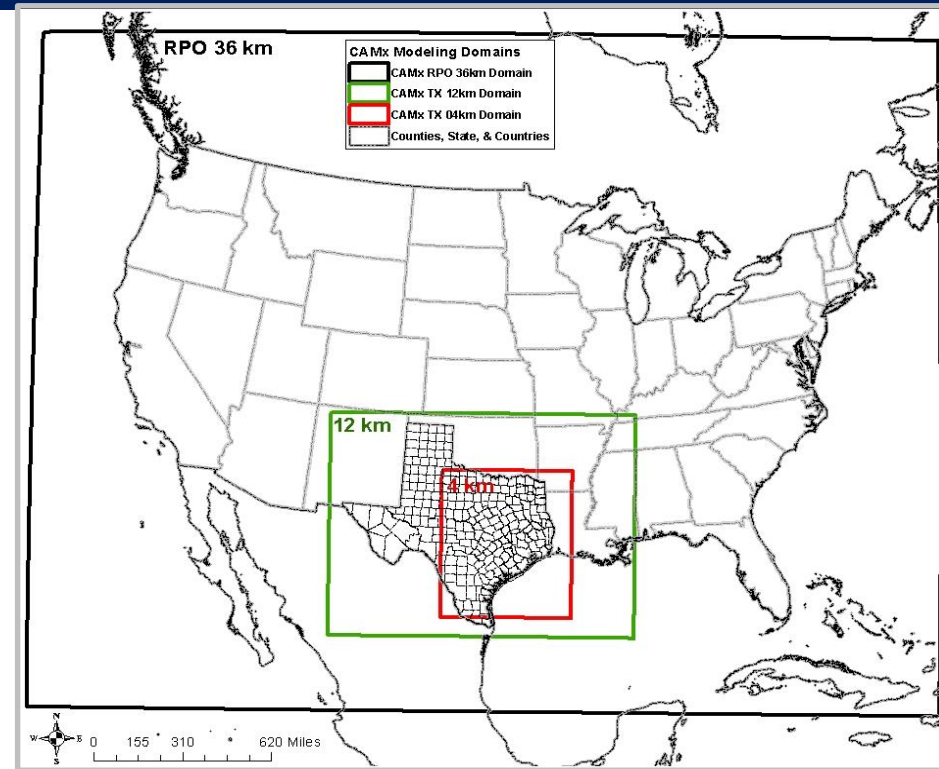 RPO 36 km
CAMx Modeling Domains
CAMx RPO 36km Domain
CAMx TX 12km Domain
CAMx TX 04km Domain
Counties, State, & Countries
12 km
4 km
N
W E
S
0 155 310 620 Miles